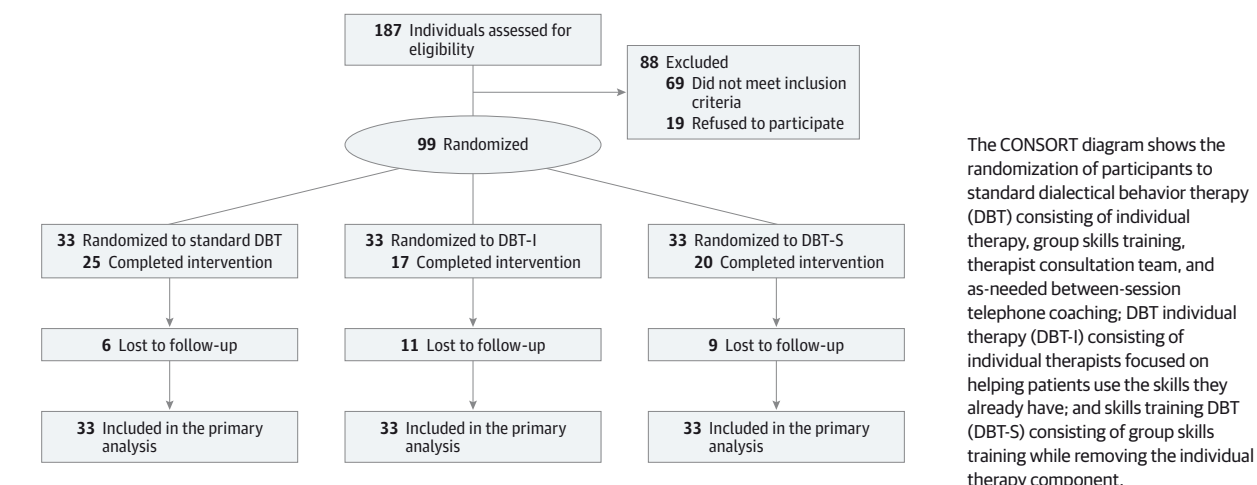 187 Individuals assessed for
eligibility
88 Excluded
69 Did not meet inclusion
criteria
19 Refused to participate
99 Randomized
33 Randomized to standard DBT
25 Completed intervention
33 Randomized to DBT-I
17 Completed intervention
33 Randomized to DBT-S
20 Completed intervention
6 Lost to follow-up
11 Lost to follow-up
9 Lost to follow-up
33 Included in the primary
analysis
33 Included in the primary
analysis
33 Included in the primary
analysis
The CONSORT diagram shows the
randomization of participants to
standard dialectical behavior therapy
(DBT) consisting of individual
therapy, group skills training,
therapist consultation team, and
as-needed between-session
telephone coaching; DBT individual
therapy (DBT-I) consisting of
individual therapists focused on
helping patients use the skills they
already have; and skills training DBT
(DBT-S) consisting of group skills
training while removing the individual
therapy component.